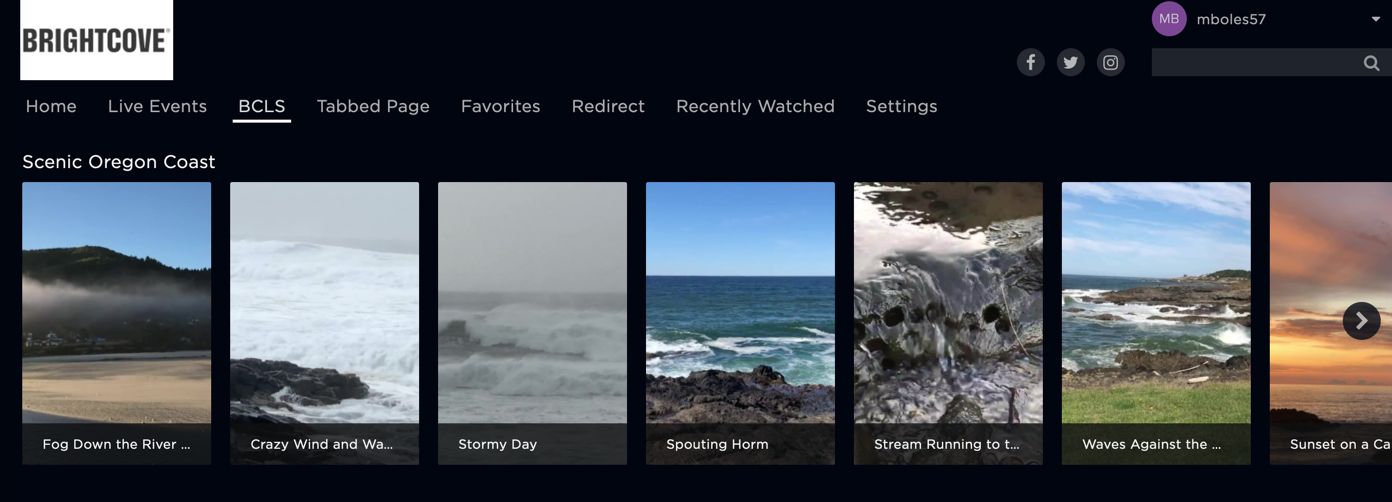 BRIGHTCOVE
MB mboles57
Home Live Events BCLS Tabbed Page Favorites Redirect Recently Watched Settings
Scenic Oregon Coast
Fog Down the River ...
Crazy Wind and Wa...
Stormy Day
Spouting Horm
Stream Running to t...
Waves Against the ...
Sunset on a Ca